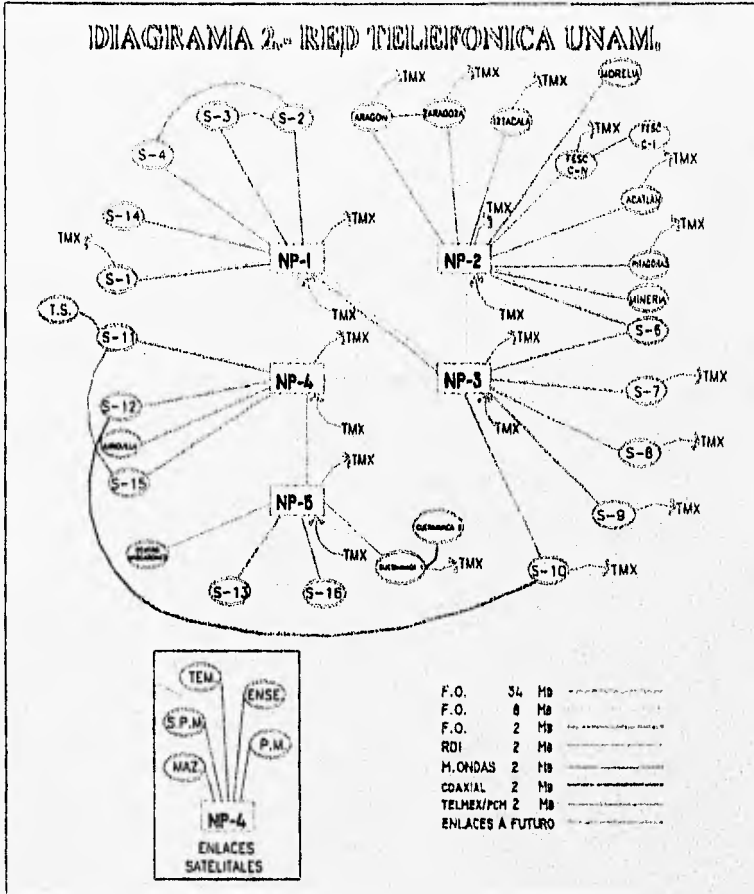 DIAGRAMA 2.- RED TELEFONICA UNAM.
TMX
TMX
TMX
MORELIA
S-3
S-2
ARAGON
ZARAGOZA
IZTACALA
TMX
FESC
C-I
FESC
C-IV
S-4
TMX
ACATLAN
S-14
TMX
TMX
TMX
TMX
PITAGORAS
S-1
NP-1
NP-2
MINERIA
T.S.
TMX
TMX
S-6
S-11
TMX
TMX
NP-4
NP-3
S-7
TMX
S-12
TMX
TMX
S-8
TMX
S-15
TMX
NP-5
S-9
TMX
TMX
S-10
TMX
TMX
S-13
S-16
TEM.
ENSE.
S.P.M
P.M.
MAZ.
NP-4
ENLACES
SATELITALES
F.O. 34 Mb
F.O. 8 Mb
F.O. 2 Mb
RDI 2 Mb
M.ONDAS 2 Mb
COAXIAL 2 Mb
TELMEX/PCM 2 Mb
ENLACES A FUTURO